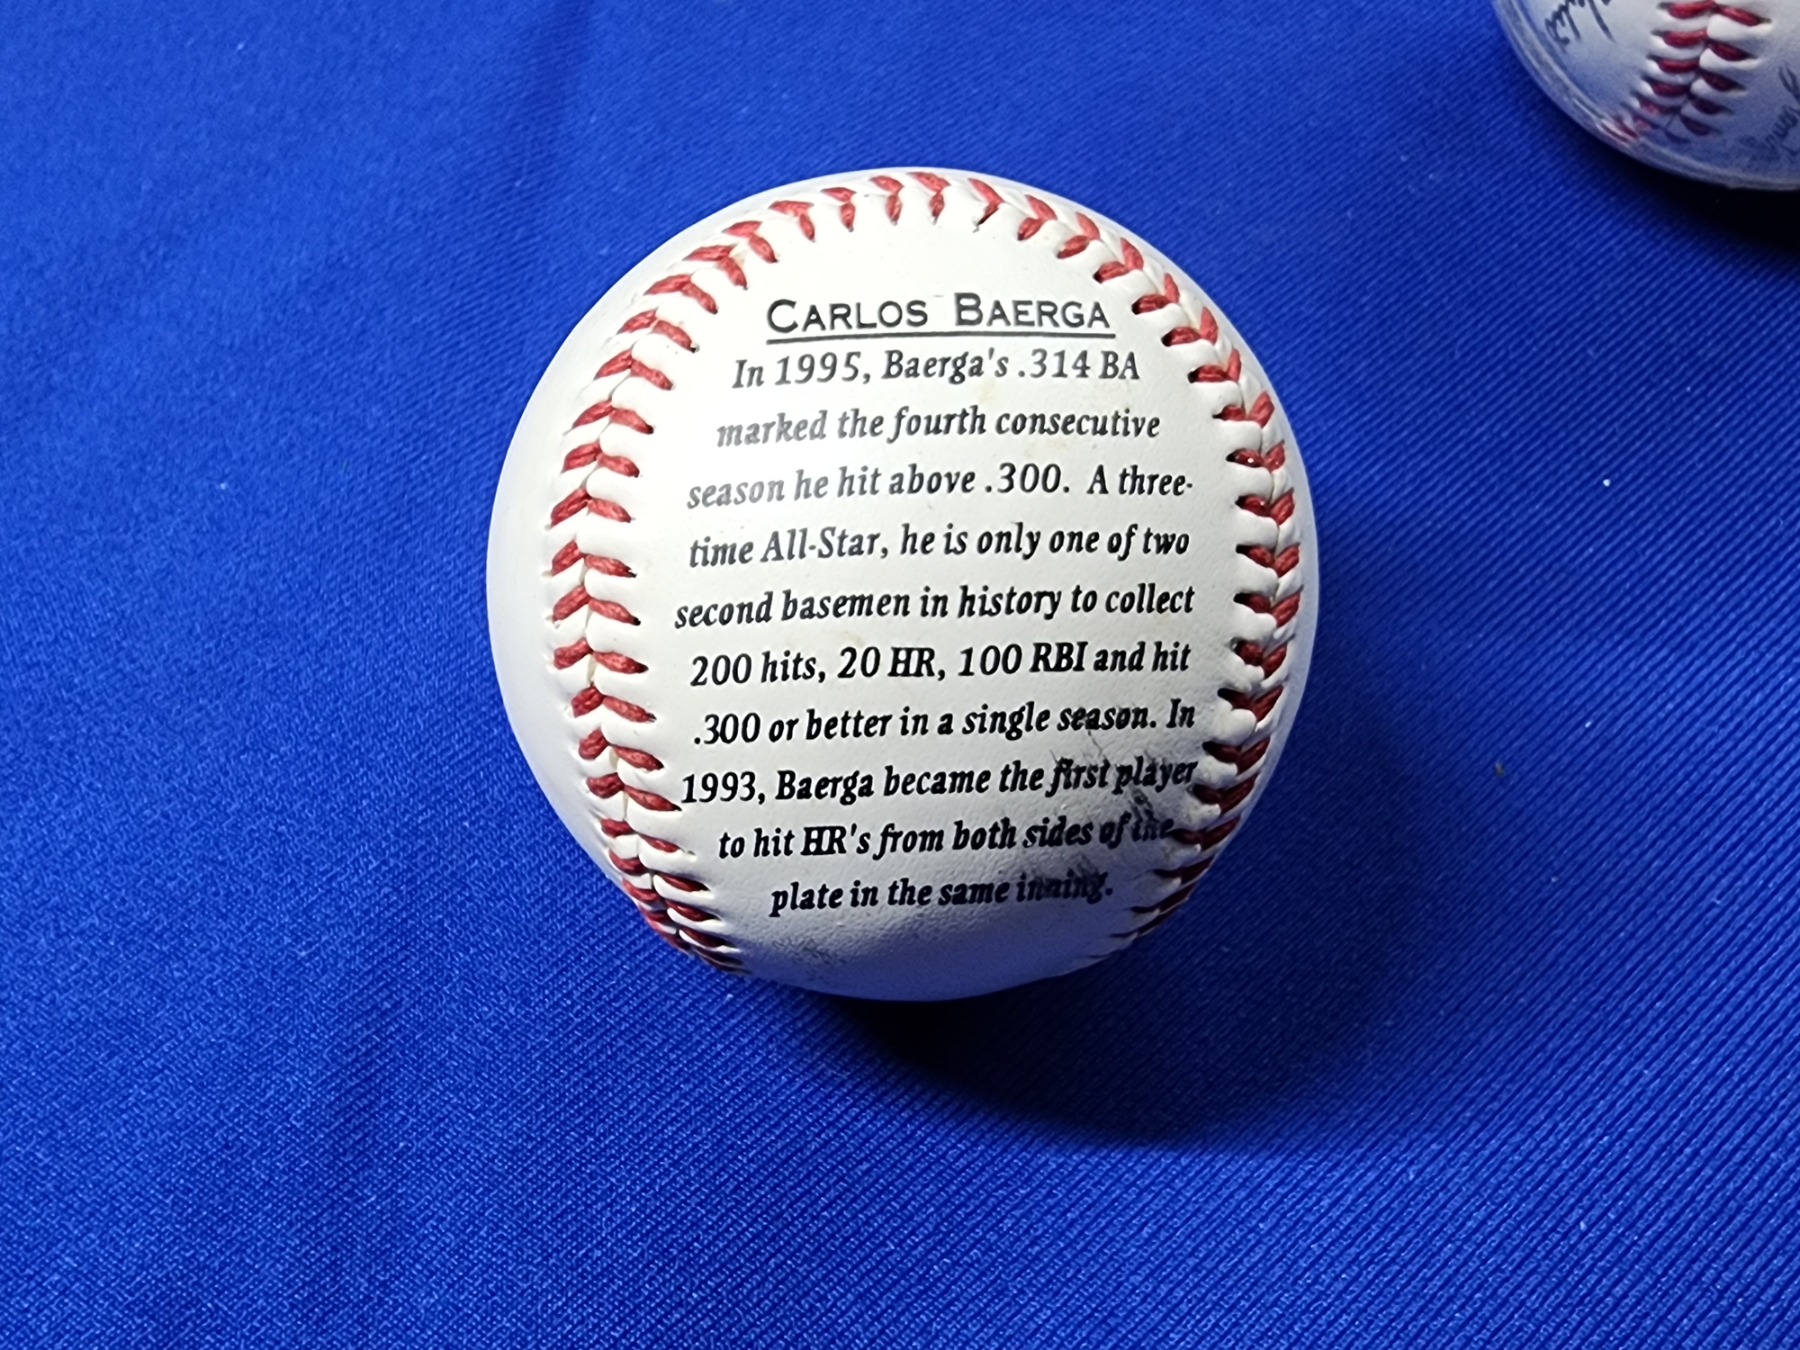 CARLOS BAERGA
In 1995, Baerga's .314 BA
marked the fourth consecutive
season he hit above .300. A three-
time All-Star, he is only one of two
second basemen in history to collect
200 hits, 20 HR, 100 RBI and hit
.300 or better in a single season. In
1993, Baerga became the first player
to hit HR's from both sides of the
plate in the same inning.